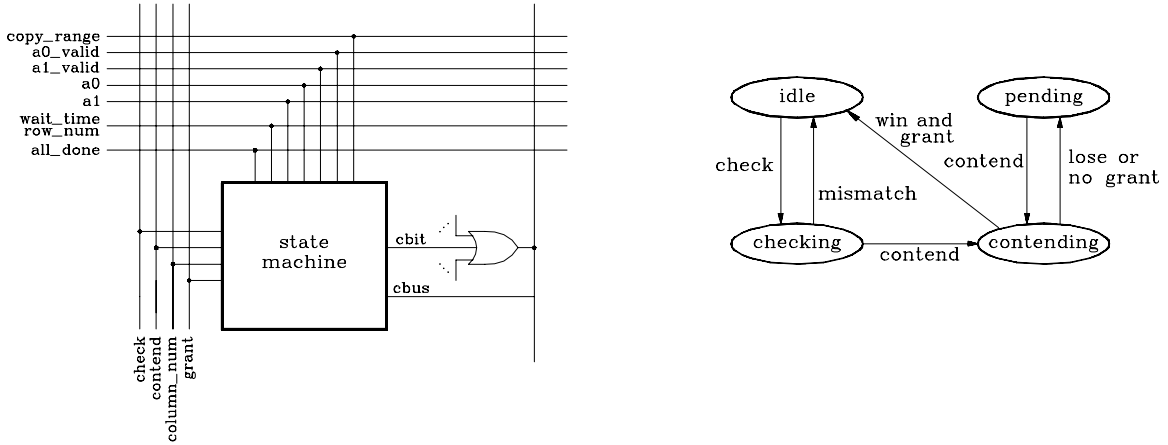 copy_range
a0_valid
a1_valid
a0
a1
wait_time
row_num
all_done
state
machine
cbit
cbus
check
contend
column_num
grant
idle
pending
win and
grant
check
contend
lose or
no grant
mismatch
checking
contending
contend